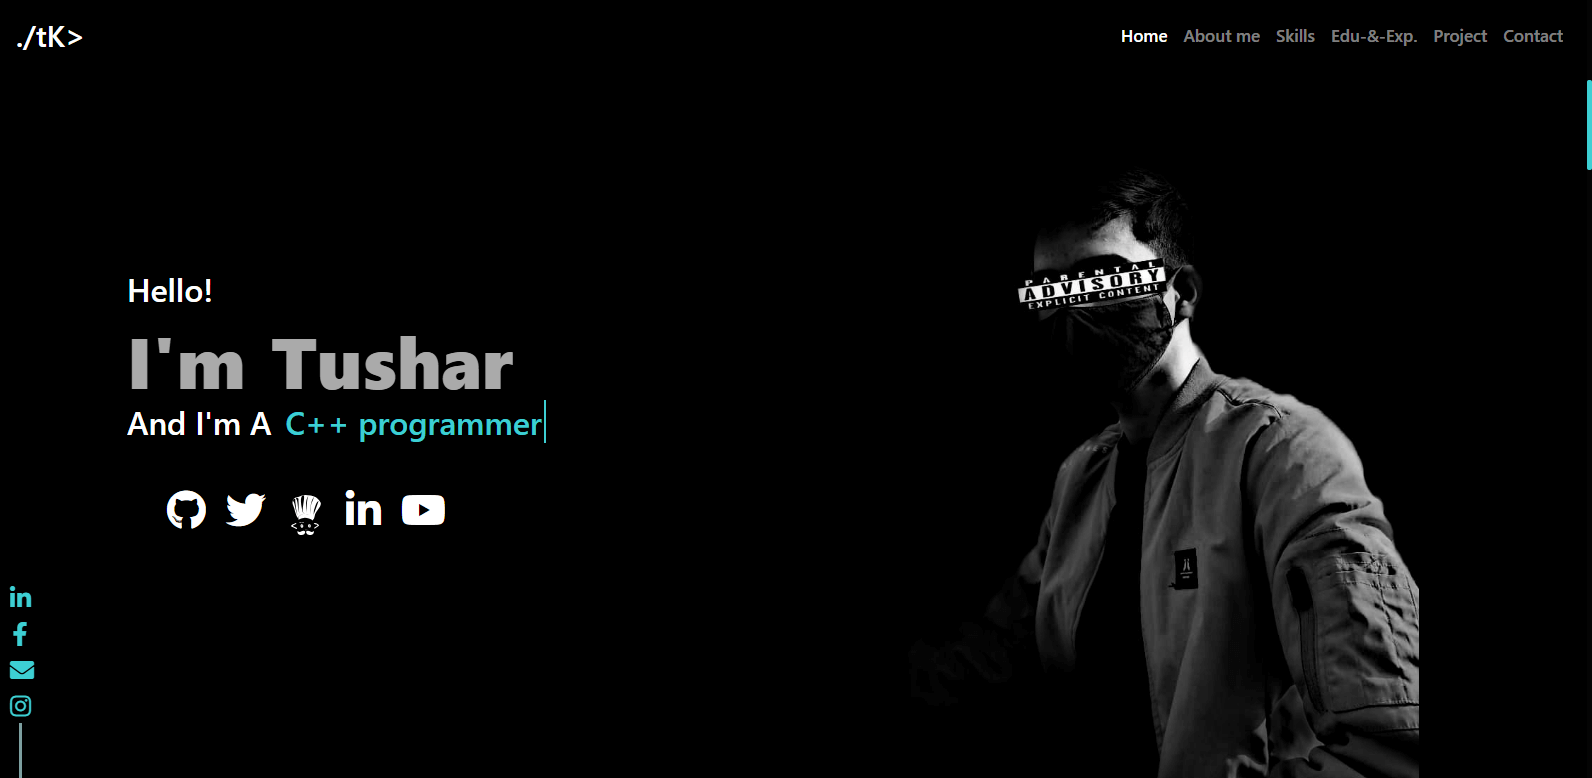 ./tK>
Home About me Skills Edu-&-Exp. Project Contact
PARENTAL
ADVISORY
EXPLICIT CONTENT
Hello!
I'm Tushar
And I'm A C++ programmer